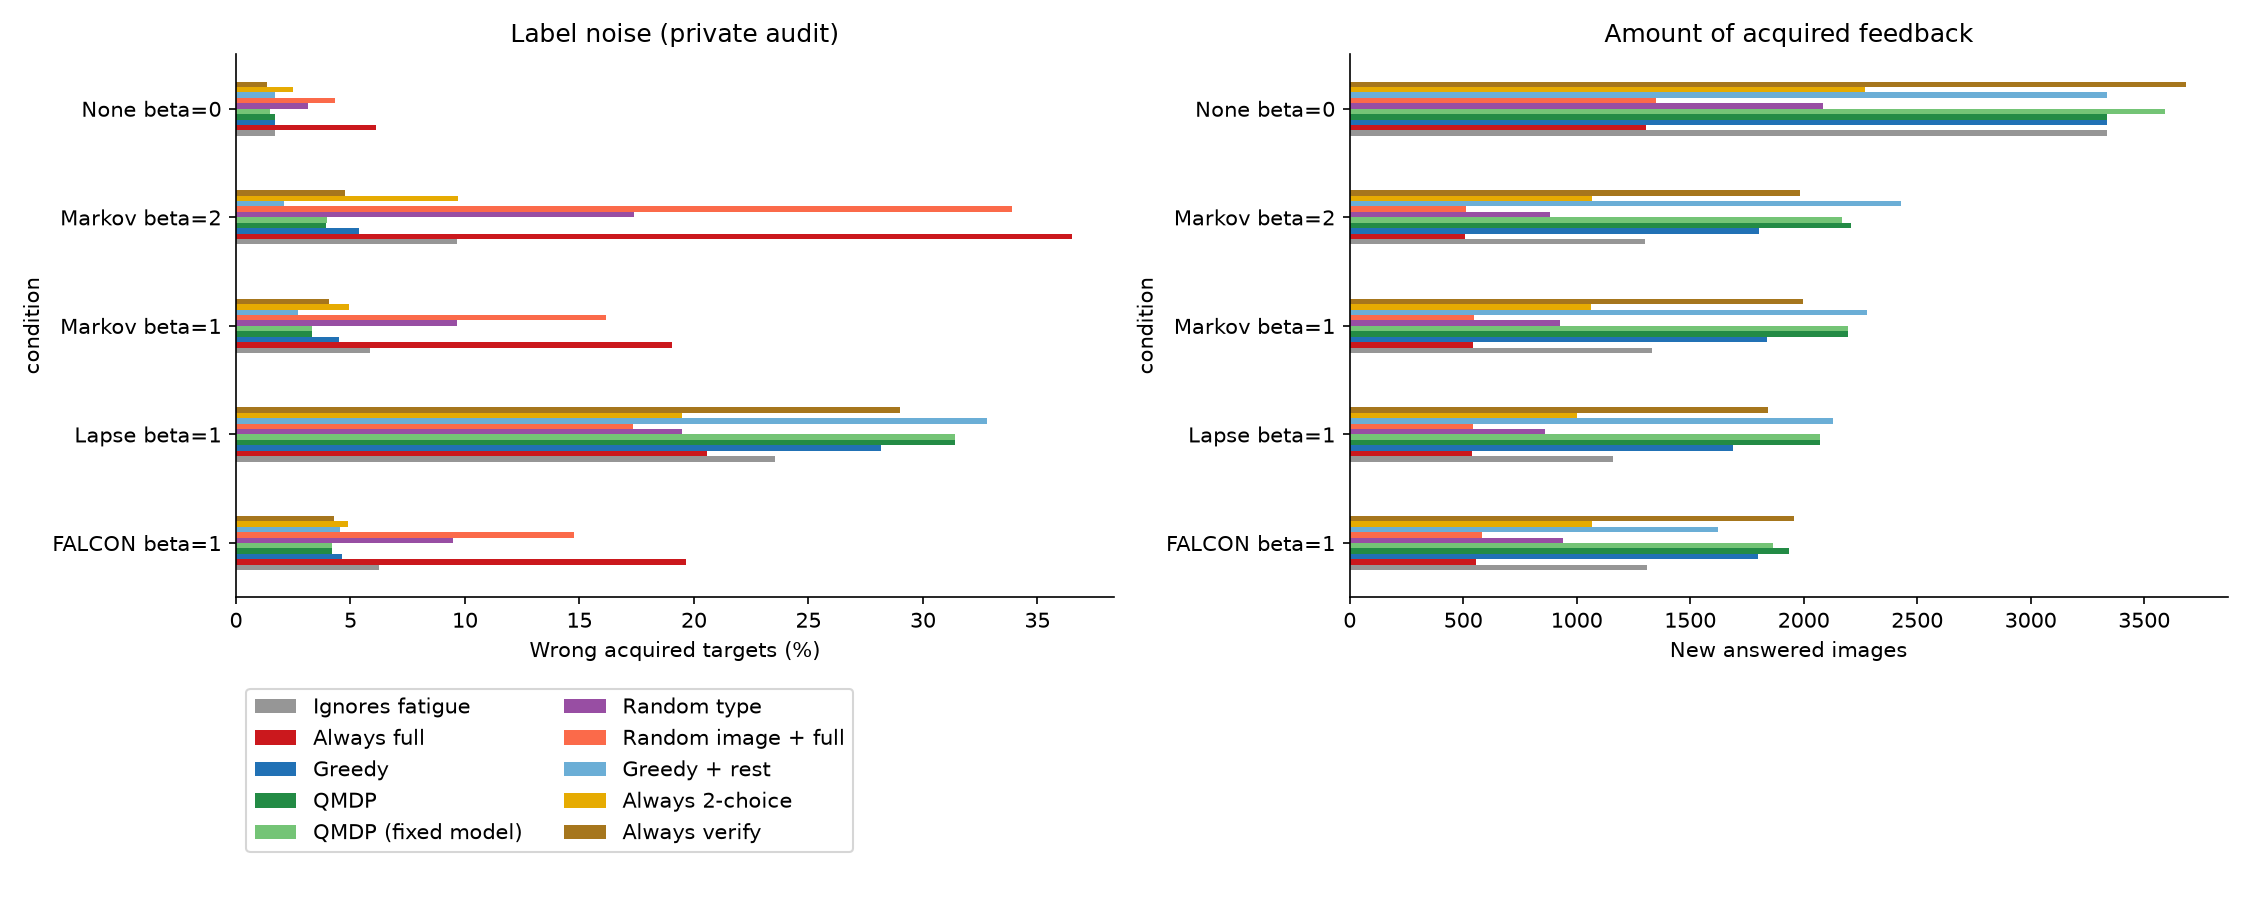 Label noise (private audit)
condition
None beta=0
Markov beta=2
Markov beta=1
Lapse beta=1
FALCON beta=1
0 5 10 15 20 25 30 35
Wrong acquired targets (%)
Amount of acquired feedback
condition
None beta=0
Markov beta=2
Markov beta=1
Lapse beta=1
FALCON beta=1
0 500 1000 1500 2000 2500 3000 3500
New answered images
Ignores fatigue
Always full
Greedy
QMDP
QMDP (fixed model)
Random type
Random image + full
Greedy + rest
Always 2-choice
Always verify